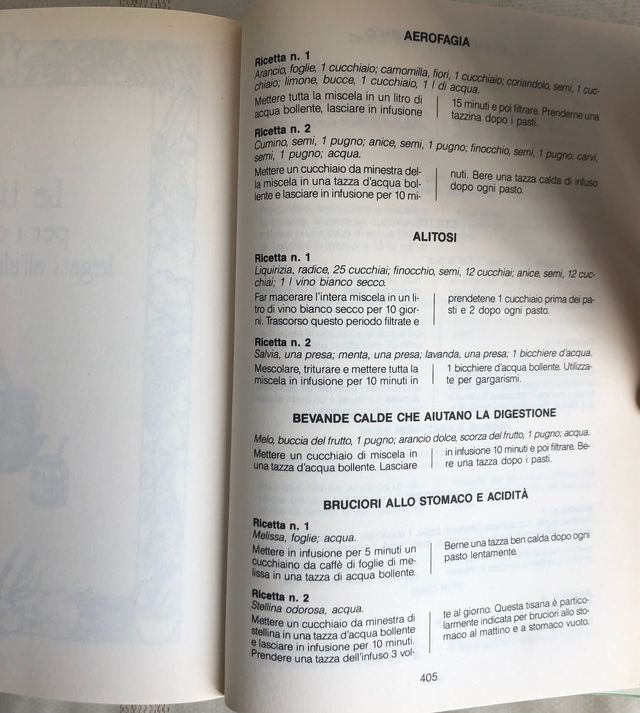 AEROFAGIA
Ricetta n. 1
Arancio, foglie, 1 cucchiaio; camomilla, fiori, 1 cucchiaio; coriandolo, semi, 1 cuc-
chiaio; limone, bucce, 1 cucchiaio, 1 l di acqua.
Mettere tutta la miscela in un litro di
acqua bollente, lasciare in infusione
15 minuti e poi filtrare. Prenderne una
tazzina dopo i pasti.
Ricetta n. 2
Cumino, semi, 1 pugno; anice, semi, 1 pugno; finocchio, semi, 1 pugno; carvi,
semi, 1 pugno; acqua.
Mettere un cucchiaio da minestra del-
la miscela in una tazza d'acqua bol-
lente e lasciare in infusione per 10 mi-
nuti. Bere una tazza calda di infuso
dopo ogni pasto.
ALITOSI
Ricetta n. 1
Liquirizia, radice, 25 cucchiai; finocchio, semi, 12 cucchiai; anice, semi, 12 cuc-
chiai; 1 l vino bianco secco.
Far macerare l'intera miscela in un li-
tro di vino bianco secco per 10 gior-
ni. Trascorso questo periodo filtrate e
prendetene 1 cucchiaio prima dei pa-
sti e 2 dopo ogni pasto.
Ricetta n. 2
Salvia, una presa; menta, una presa; lavanda, una presa; 1 bicchiere d'acqua.
Mescolare, triturare e mettere tutta la
miscela in infusione per 10 minuti in
1 bicchiere d'acqua bollente. Utilizza-
te per gargarismi.
BEVANDE CALDE CHE AIUTANO LA DIGESTIONE
Melo, buccia del frutto, 1 pugno; arancio dolce, scorza del frutto, 1 pugno; acqua.
Mettere un cucchiaio di miscela in
una tazza d'acqua bollente. Lasciare
in infusione 10 minuti e poi filtrare. Be-
re una tazza dopo i pasti.
BRUCIORI ALLO STOMACO E ACIDITÀ
Ricetta n. 1
Melissa, foglie; acqua.
Mettere in infusione per 5 minuti un
cucchiaino da caffè di foglie di me-
lissa in una tazza di acqua bollente.
Berne una tazza ben calda dopo ogni
pasto lentamente.
Ricetta n. 2
Stellina odorosa, acqua.
Mettere un cucchiaio da minestra di
stellina in una tazza d'acqua bollente
e lasciare in infusione per 10 minuti.
Prendere una tazza dell'infuso 3 vol-
te al giorno. Questa tisana è partico-
larmente indicata per bruciori allo sto-
maco al mattino e a stomaco vuoto.
405